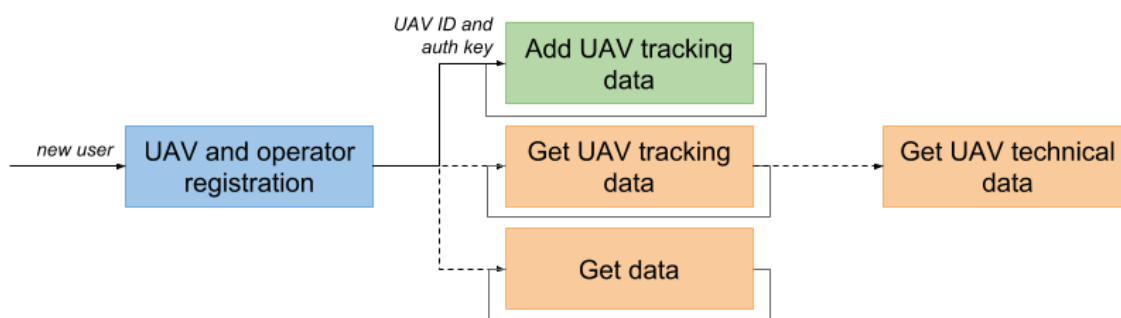 UAV ID and
auth key
Add UAV tracking
data
new user
UAV and operator
registration
Get UAV tracking
data
Get UAV technical
data
Get data